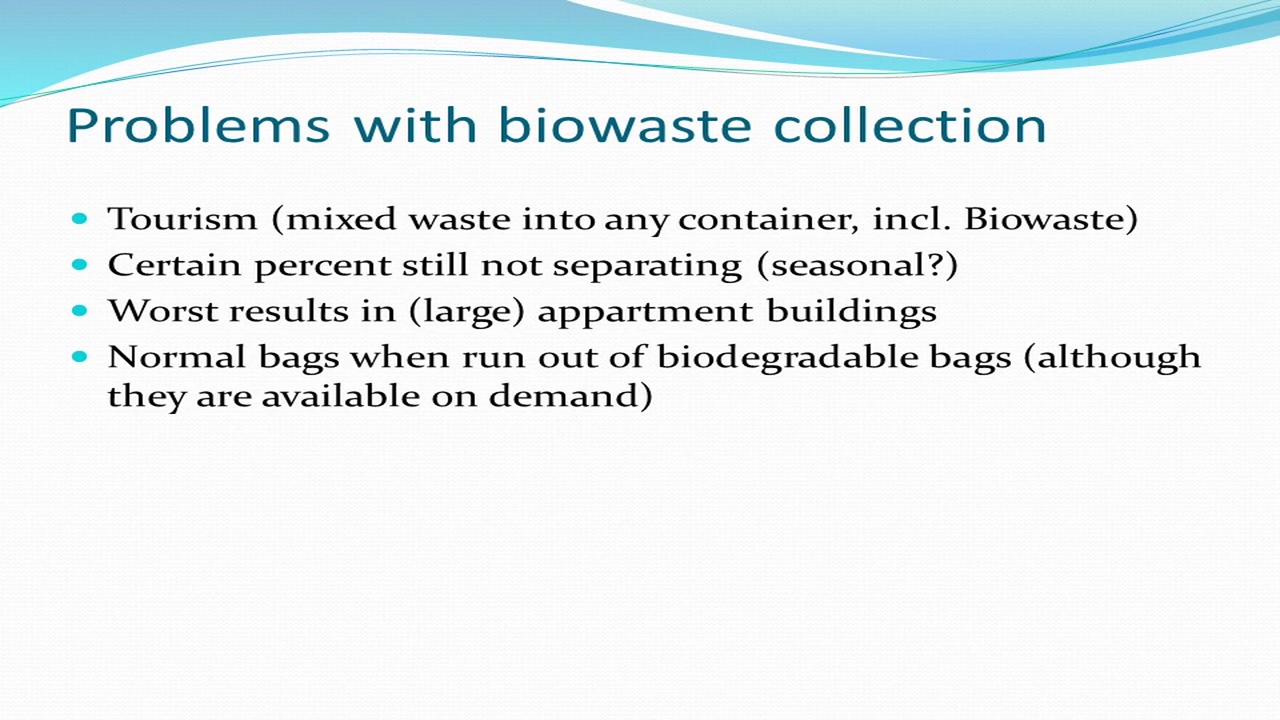 Problems with biowaste collection
• Tourism (mixed waste into any container, incl. Biowaste)
• Certain percent still not separating (seasonal?)
• Worst results in (large) appartment buildings
• Normal bags when run out of biodegradable bags (although
they are available on demand)